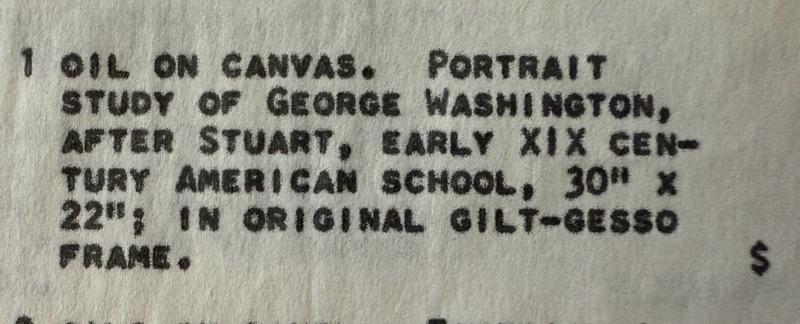 1 OIL ON CANVAS. PORTRAIT
STUDY OF GEORGE WASHINGTON,
AFTER STUART, EARLY XIX CEN-
TURY AMERICAN SCHOOL, 30" X
22"; IN ORIGINAL GILT-GESSO
FRAME. $